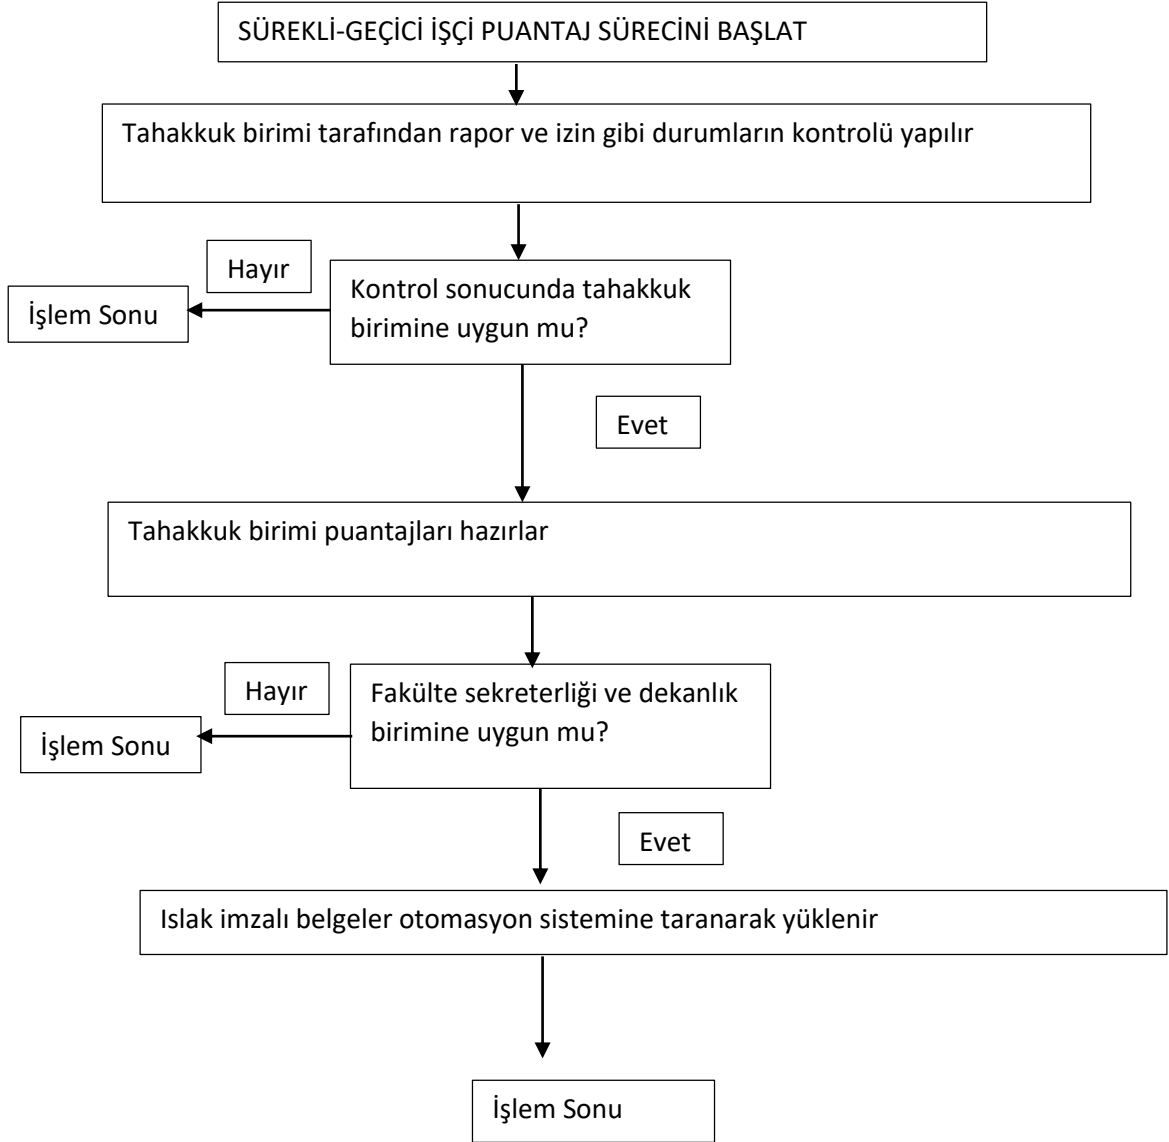 SÜREKLİ-GEÇİCİ İŞÇİ PUANTAJ SÜRECİNİ BAŞLAT
Tahakkuk birimi tarafından rapor ve izin gibi durumların kontrolü yapılır
Hayır
Kontrol sonucunda tahakkuk
birimine uygun mu?
İşlem Sonu
Evet
Tahakkuk birimi puantajları hazırlar
Hayır
Fakülte sekreterliği ve dekanlık
birimine uygun mu?
İşlem Sonu
Evet
Islak imzalı belgeler otomasyon sistemine taranarak yüklenir
İşlem Sonu